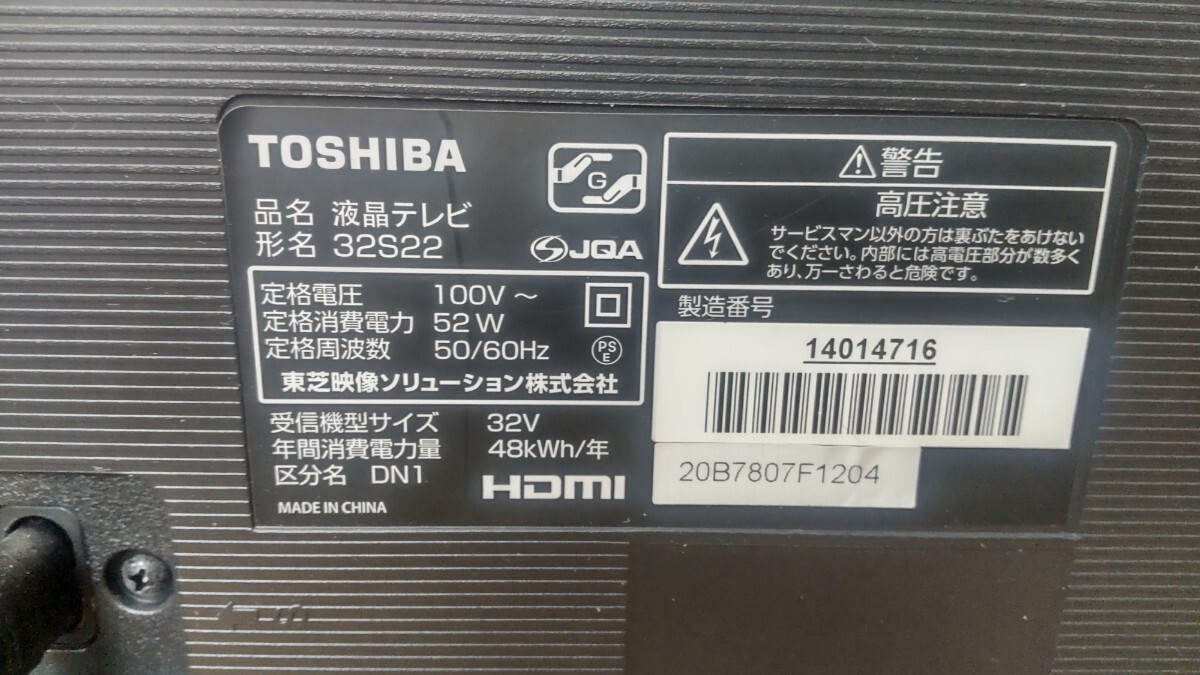 TOSHIBA
品名 液晶テレビ
形名 32S22
G
JQA
定格電圧 100V ～
定格消費電力 52W
定格周波数 50/60Hz
PS
E
東芝映像ソリューション株式会社
受信機型サイズ 32V
年間消費電力量 48kWh/年
区分名 DN1
HDMI
MADE IN CHINA
警告
高圧注意
サービスマン以外の方は裏ぶたをあけない
でください。内部には高電圧部分が数多く
あり、万一さわると危険です。
製造番号
14014716
20B7807F1204